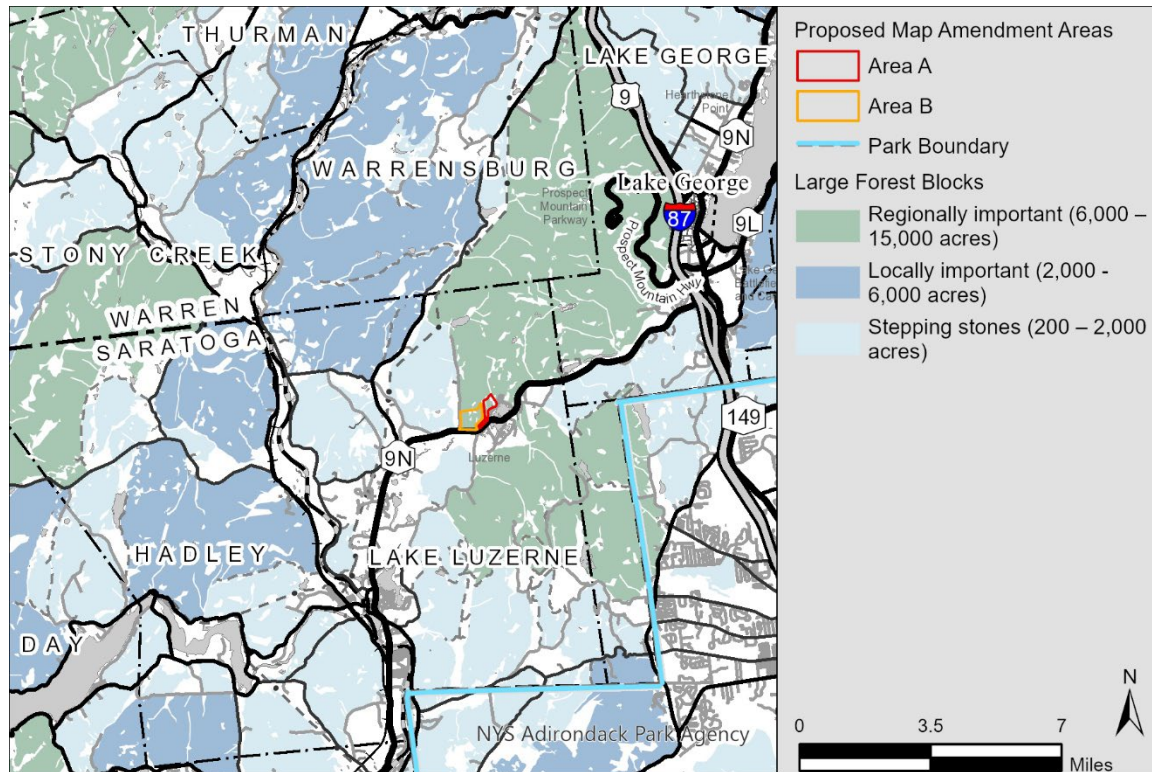 THURMAN
LAKE GEORGE
9
Hearthstone
Point
9N
WARRENSBURG
Lake George
Prospect
Mountain
Parkway
87
9L
STONY CREEK
Prospect Mountain Hwy
Battlefie
WARREN
SARATOGA
149
9N
Luzerne
HADLEY
LAKE LUZERNE
DAY
NYS Adirondack Park Agency
Proposed Map Amendment Areas
Area A
Area B
Park Boundary
Large Forest Blocks
Regionally important (6,000 –
15,000 acres)
Locally important (2,000 -
6,000 acres)
Stepping stones (200 – 2,000
acres)
N
0 3.5 7
Miles